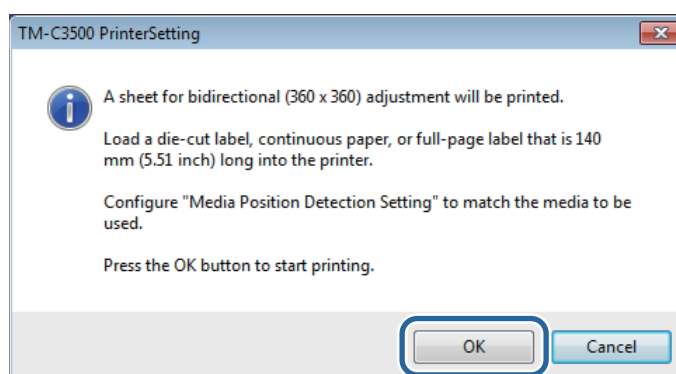 TM-C3500 PrinterSetting
A sheet for bidirectional (360 x 360) adjustment will be printed.
Load a die-cut label, continuous paper, or full-page label that is 140
mm (5.51 inch) long into the printer.
Configure "Media Position Detection Setting" to match the media to be
used.
Press the OK button to start printing.
OK
Cancel